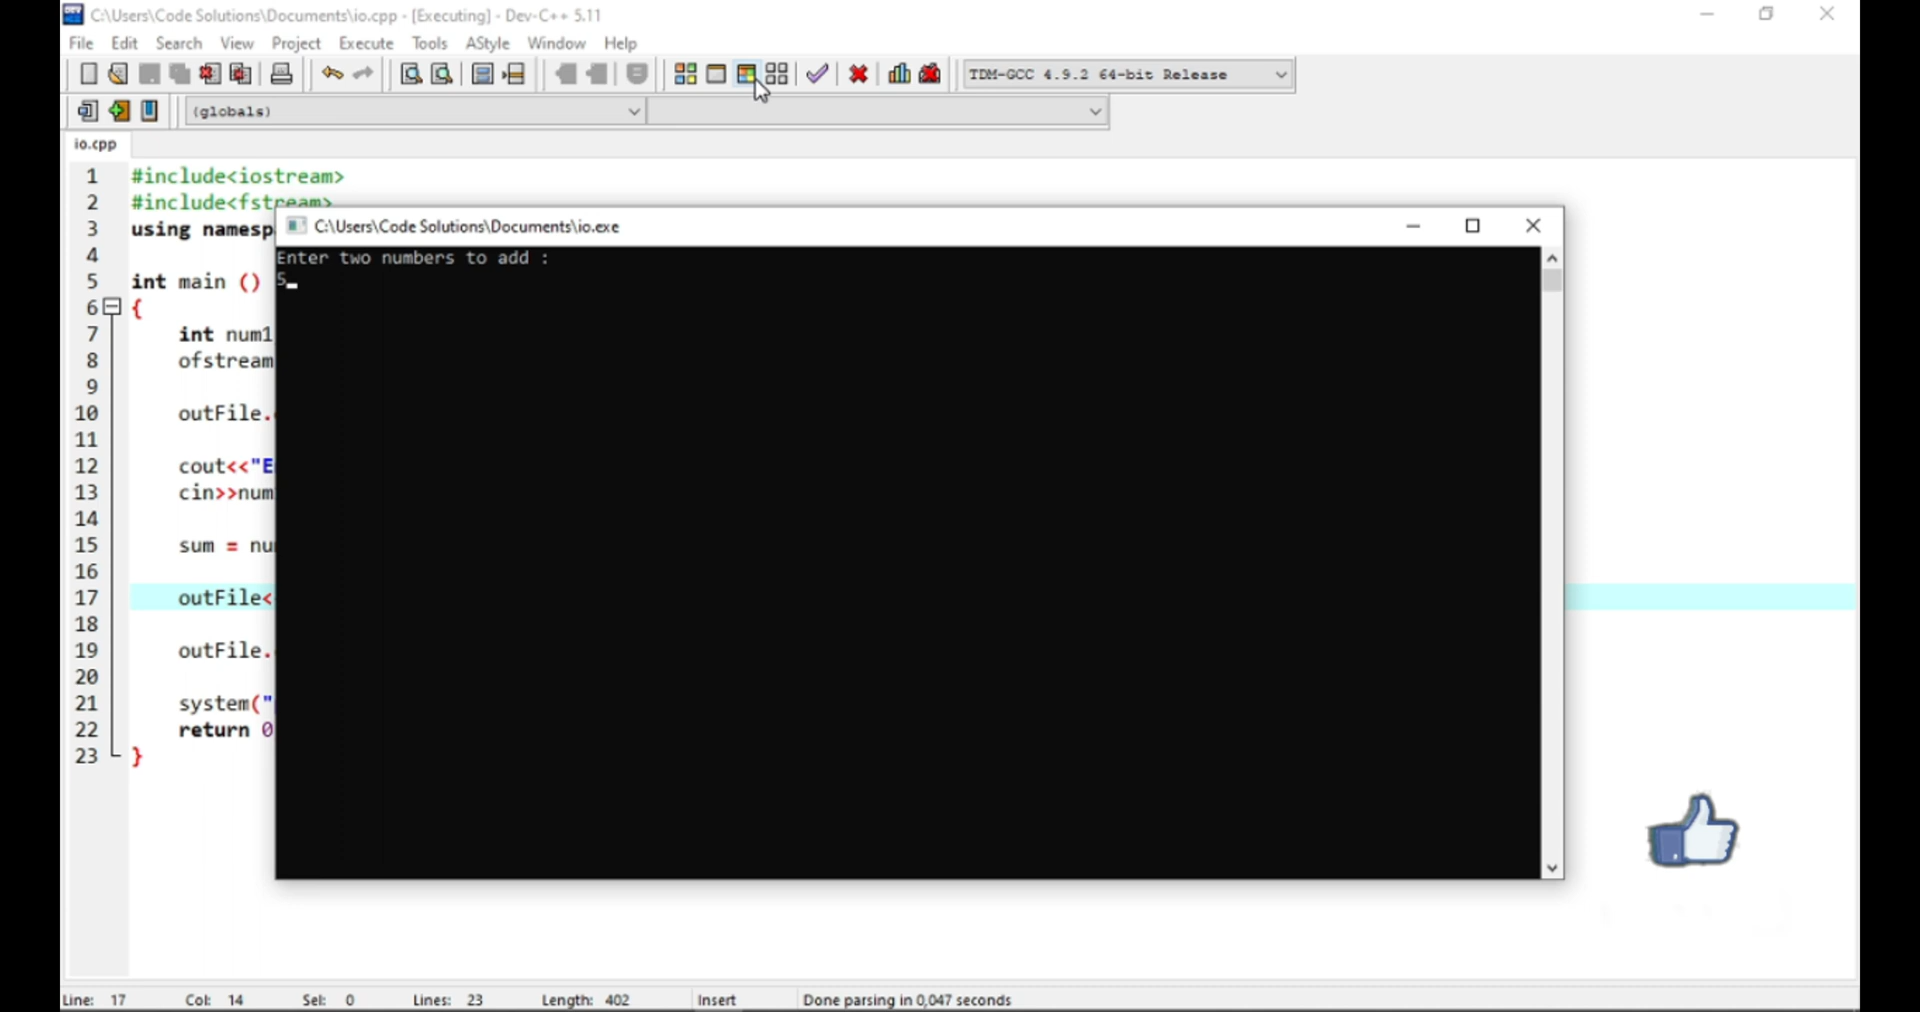 C:\Users\Code Solutions\Documents\io.cpp - [Executing] - Dev-C++ 5.11
File Edit Search View Project Execute Tools AStyle Window Help
TDM-GCC 4.9.2 64-bit Release
(globals)
io.cpp
1 #include<iostream>
2 #include<fstream>
3 using namesp
4
5 int main ()
6 {
7 int num1
8 ofstream
9
10 outFile.
11
12 cout<<"E
13 cin>>num
14
15 sum = nu
16
17 outFile<
18
19 outFile.
20
21 system("
22 return 0
23 }
C:\Users\Code Solutions\Documents\io.exe
Enter two numbers to add :
5
Line: 17 Col: 14 Sel: 0 Lines: 23 Length: 402 Insert Done parsing in 0,047 seconds